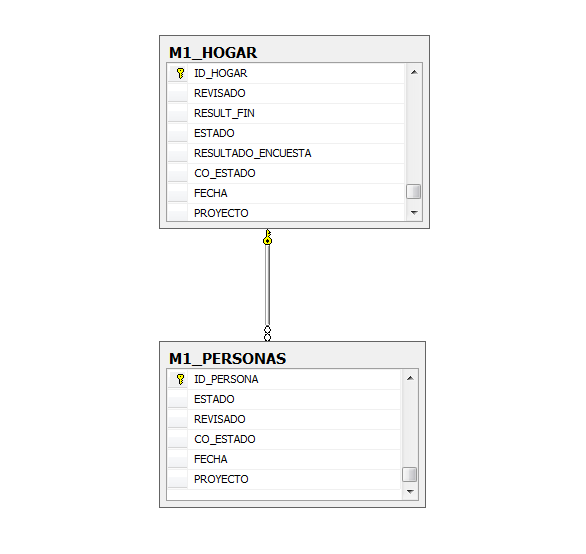 M1_HOGAR
ID_HOGAR
REVISADO
RESULT_FIN
ESTADO
RESULTADO_ENCUESTA
CO_ESTADO
FECHA
PROYECTO
M1_PERSONAS
ID_PERSONA
ESTADO
REVISADO
CO_ESTADO
FECHA
PROYECTO